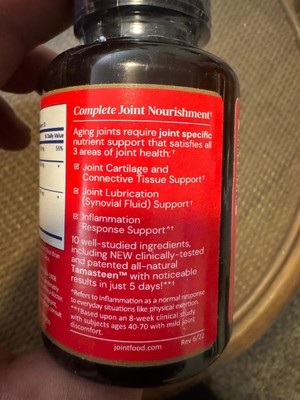 Complete Joint Nourishment†
% Daily Value
56%
Aging joints require joint specific
nutrient support that satisfies all
3 areas of joint health:†
☑ Joint Cartilage and
Connective Tissue Support†
☑ Joint Lubrication
(Synovial Fluid) Support†
☑ Inflammation
Response Support^†
10 well-studied ingredients,
including NEW clinically-tested
and patented all-natural
Tamasteen™ with noticeable
results in just 5 days!**†
^Refers to inflammation as a normal response
to everyday situations like physical exertion.
**†Based upon an 8-week clinical study
with subjects ages 40-70 with mild joint
discomfort.
jointfood.com
Rev 6/22